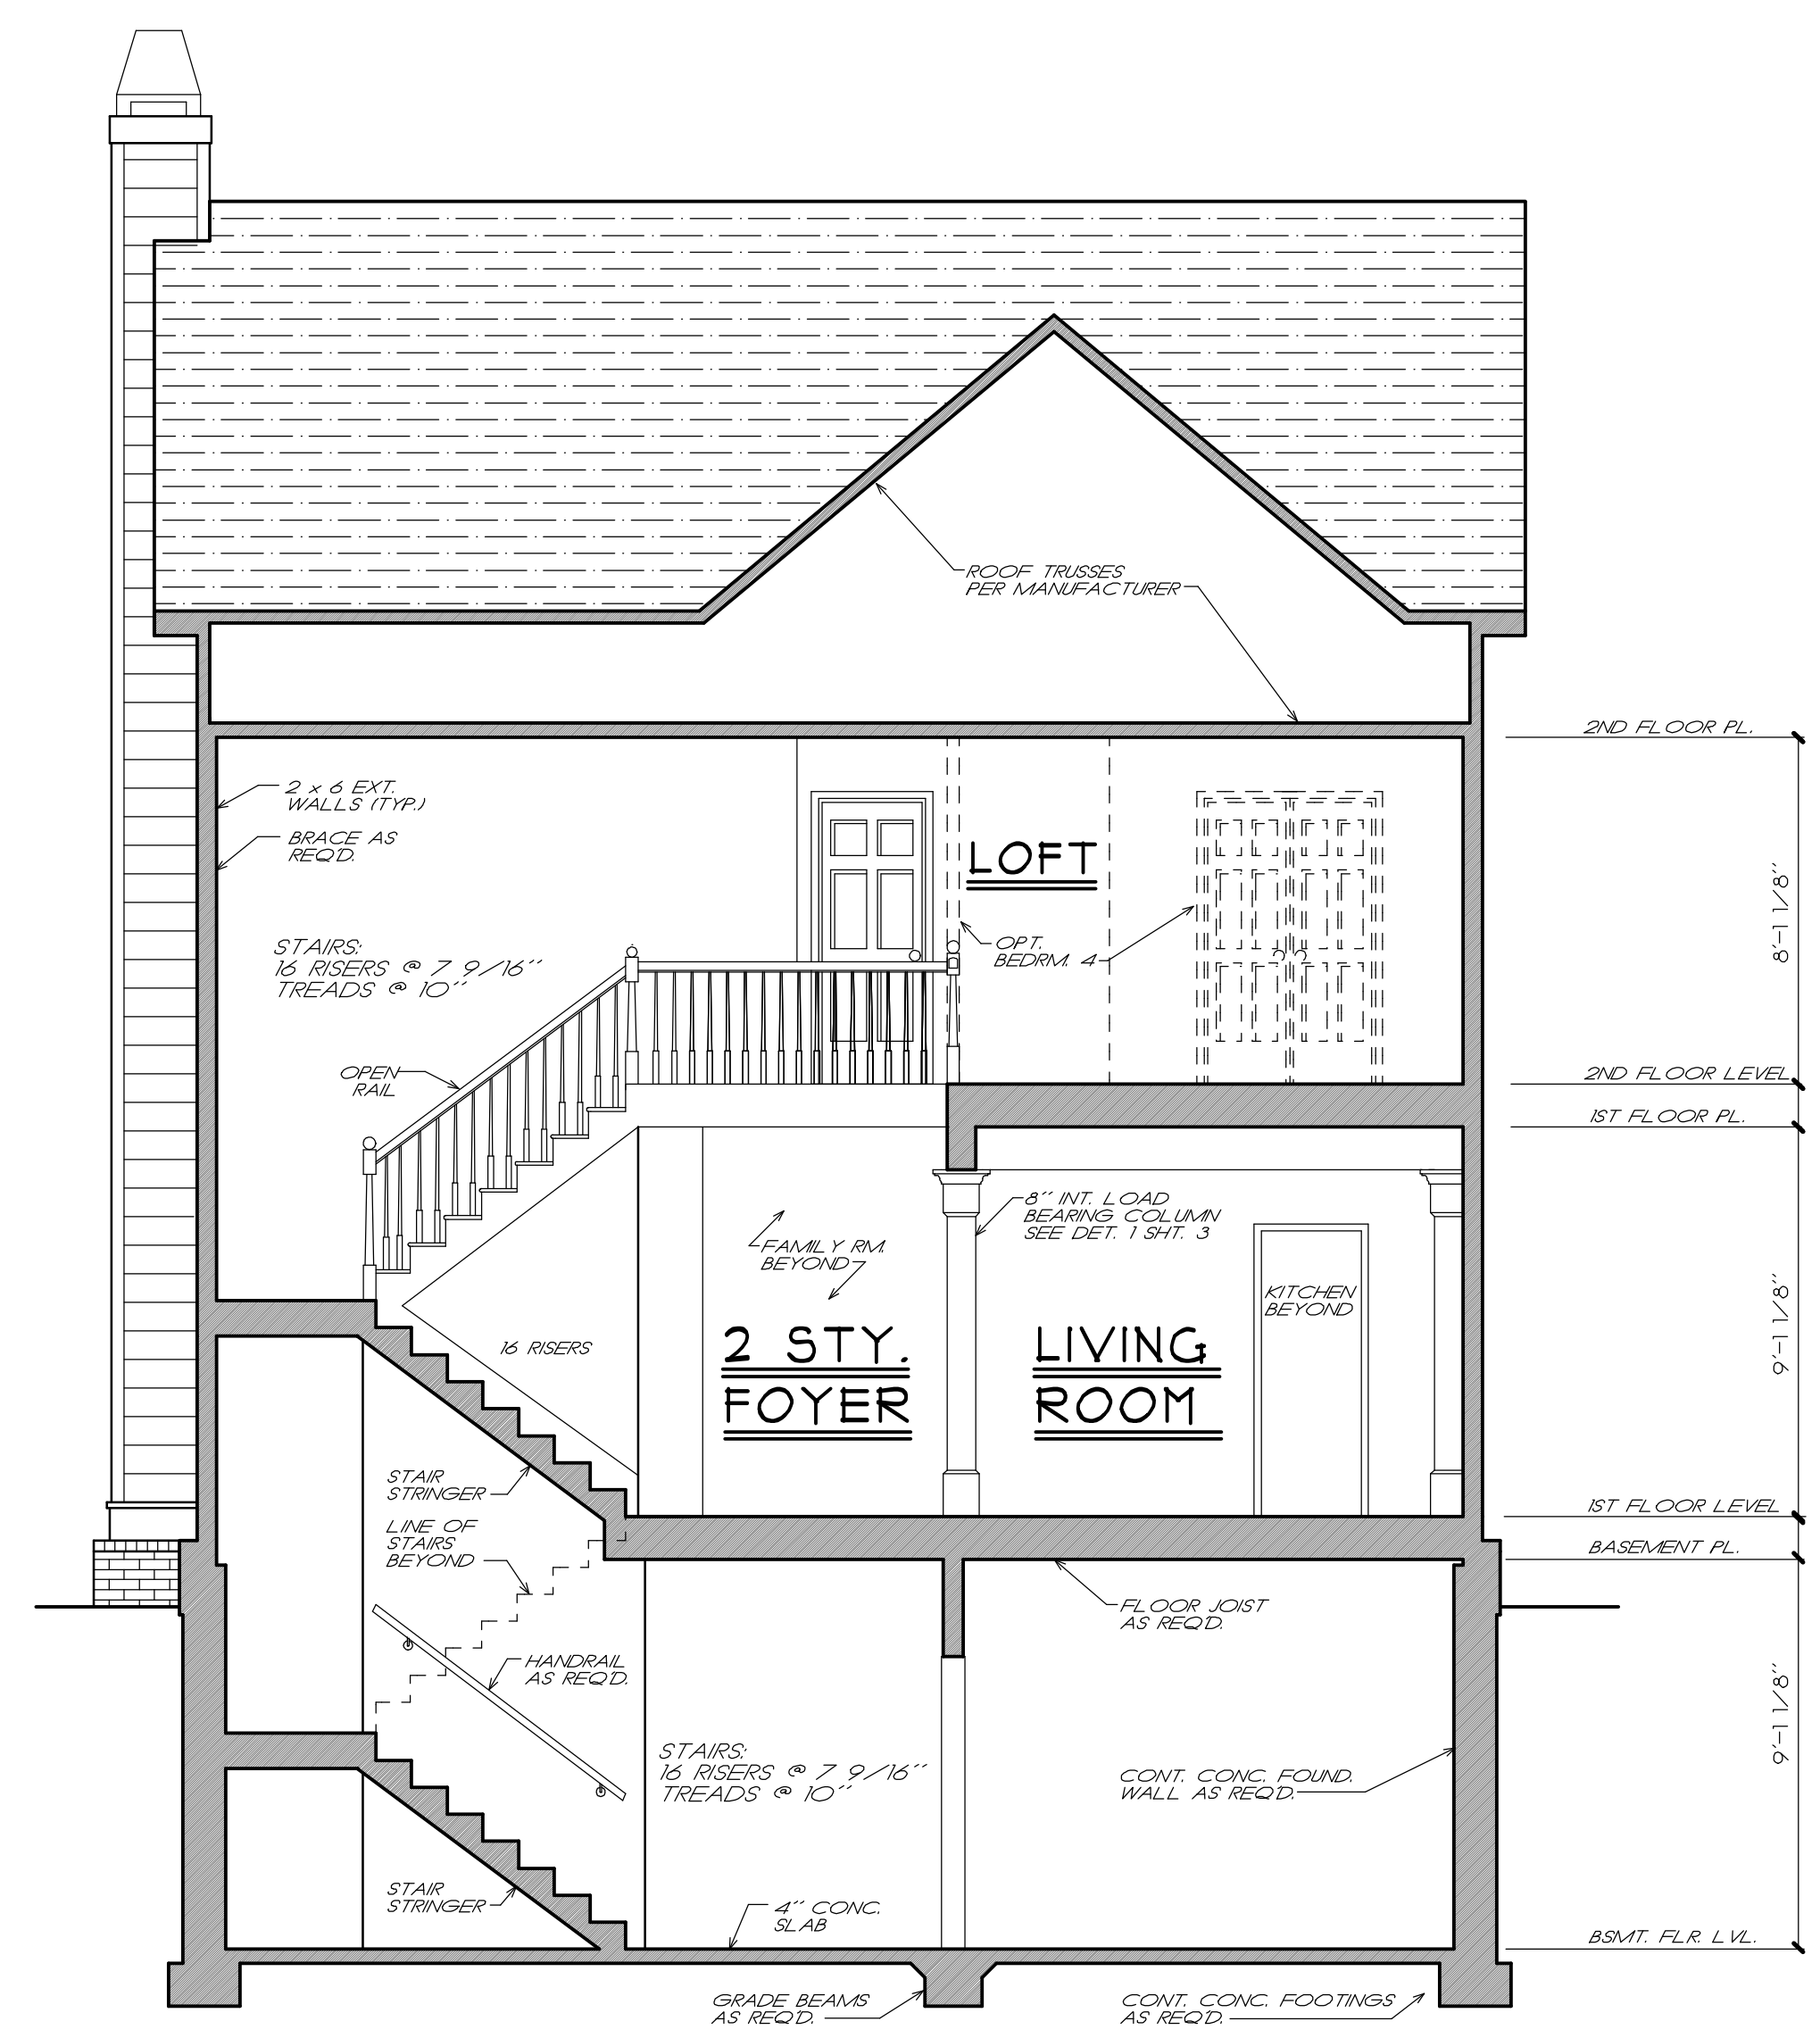 ROOF TRUSSES
PER MANUFACTURER
2ND FLOOR PL.
2 x 6 EXT.
WALLS (TYP.)
BRACE AS
REQ'D.
LOFT
8'-1 1/8"
STAIRS:
16 RISERS @ 7 9/16"
TREADS @ 10"
OPT.
BEDRM. 4
OPEN
RAIL
2ND FLOOR LEVEL
1ST FLOOR PL.
8" INT. LOAD
BEARING COLUMN
SEE DET. 1 SHT. 3
FAMILY RM.
BEYOND
KITCHEN
BEYOND
9'-1 1/8"
16 RISERS
2 STY.
FOYER
LIVING
ROOM
STAIR
STRINGER
1ST FLOOR LEVEL
LINE OF
STAIRS
BEYOND
BASEMENT PL.
FLOOR JOIST
AS REQ'D.
HANDRAIL
AS REQ'D.
9'-1 1/8"
STAIRS:
16 RISERS @ 7 9/16"
TREADS @ 10"
CONT. CONC. FOUND.
WALL AS REQ'D.
STAIR
STRINGER
4" CONC.
SLAB
BSMT. FLR. LVL.
GRADE BEAMS
AS REQ'D.
CONT. CONC. FOOTINGS
AS REQ'D.